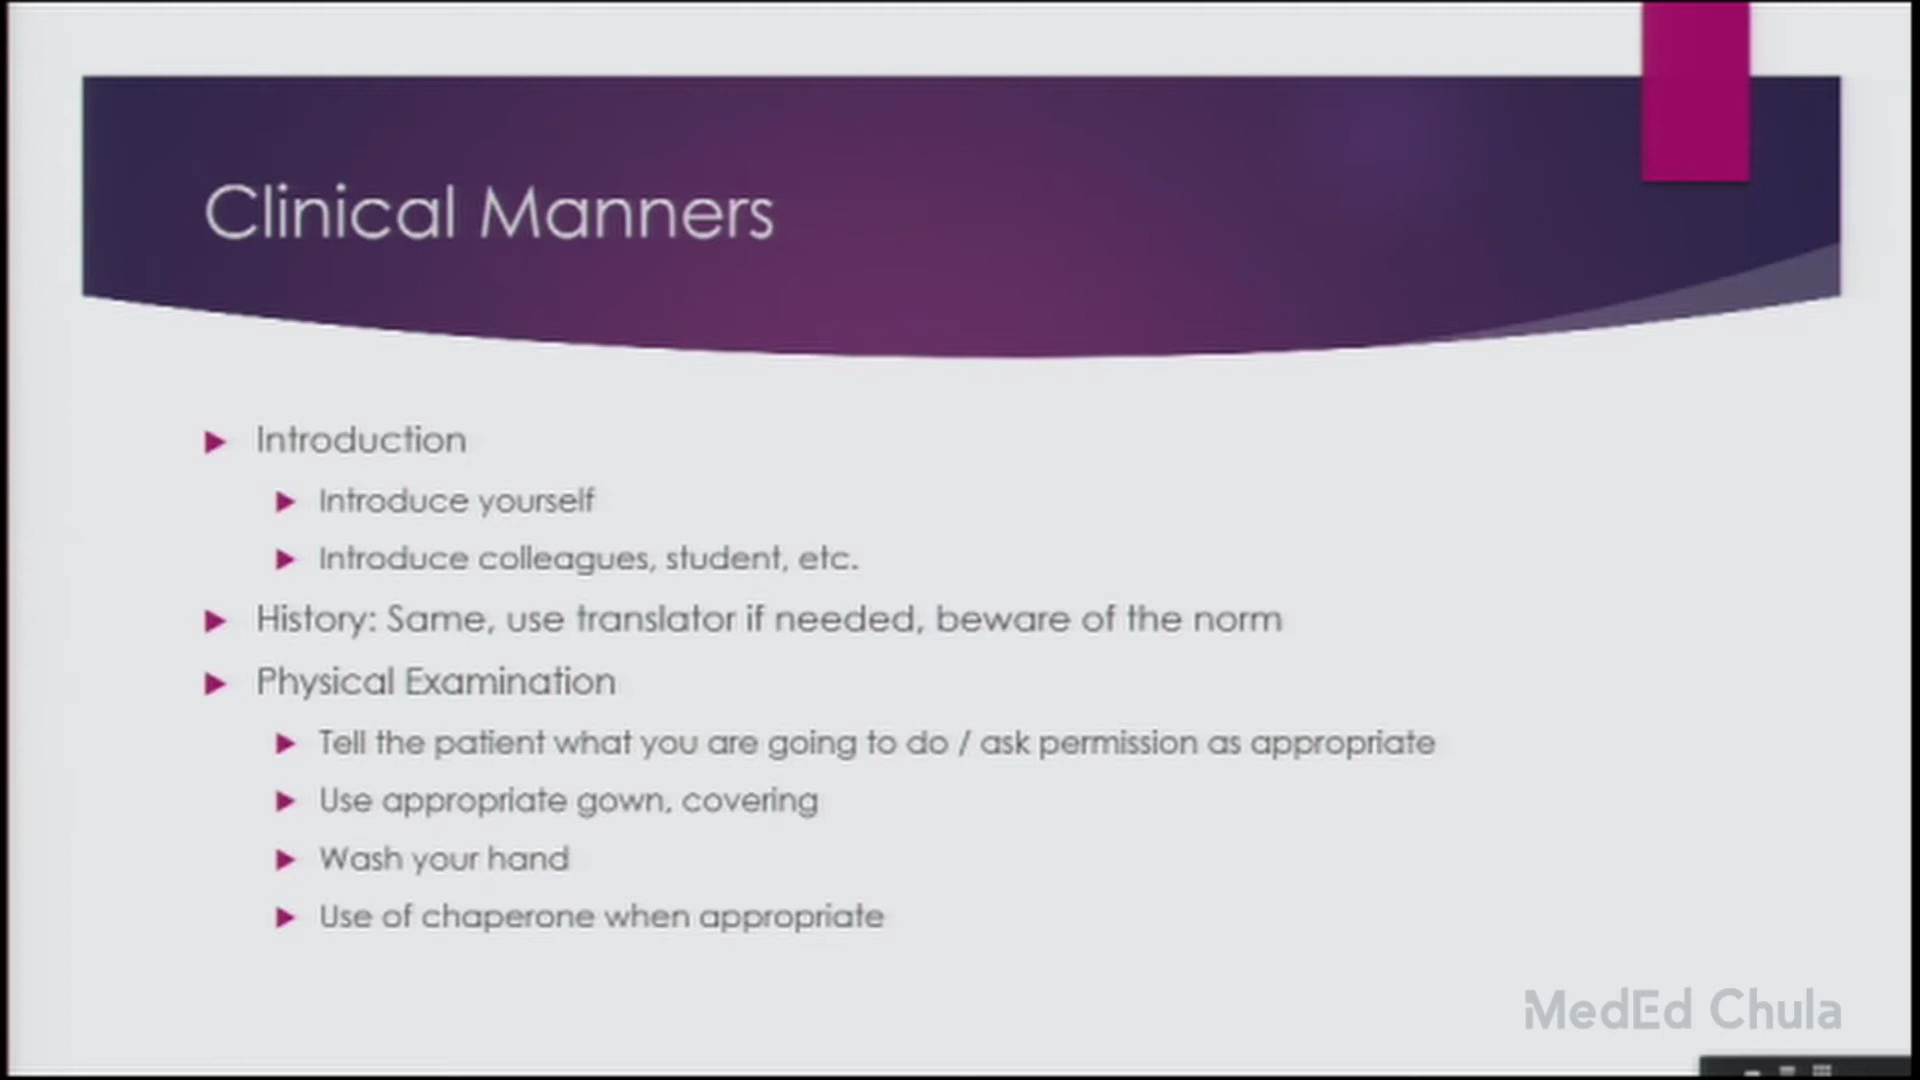 Clinical Manners
Introduction
Introduce yourself
Introduce colleagues, student, etc.
History: Same, use translator if needed, beware of the norm
Physical Examination
Tell the patient what you are going to do / ask permission as appropriate
Use appropriate gown, covering
Wash your hand
Use of chaperone when appropriate
MedEd Chula